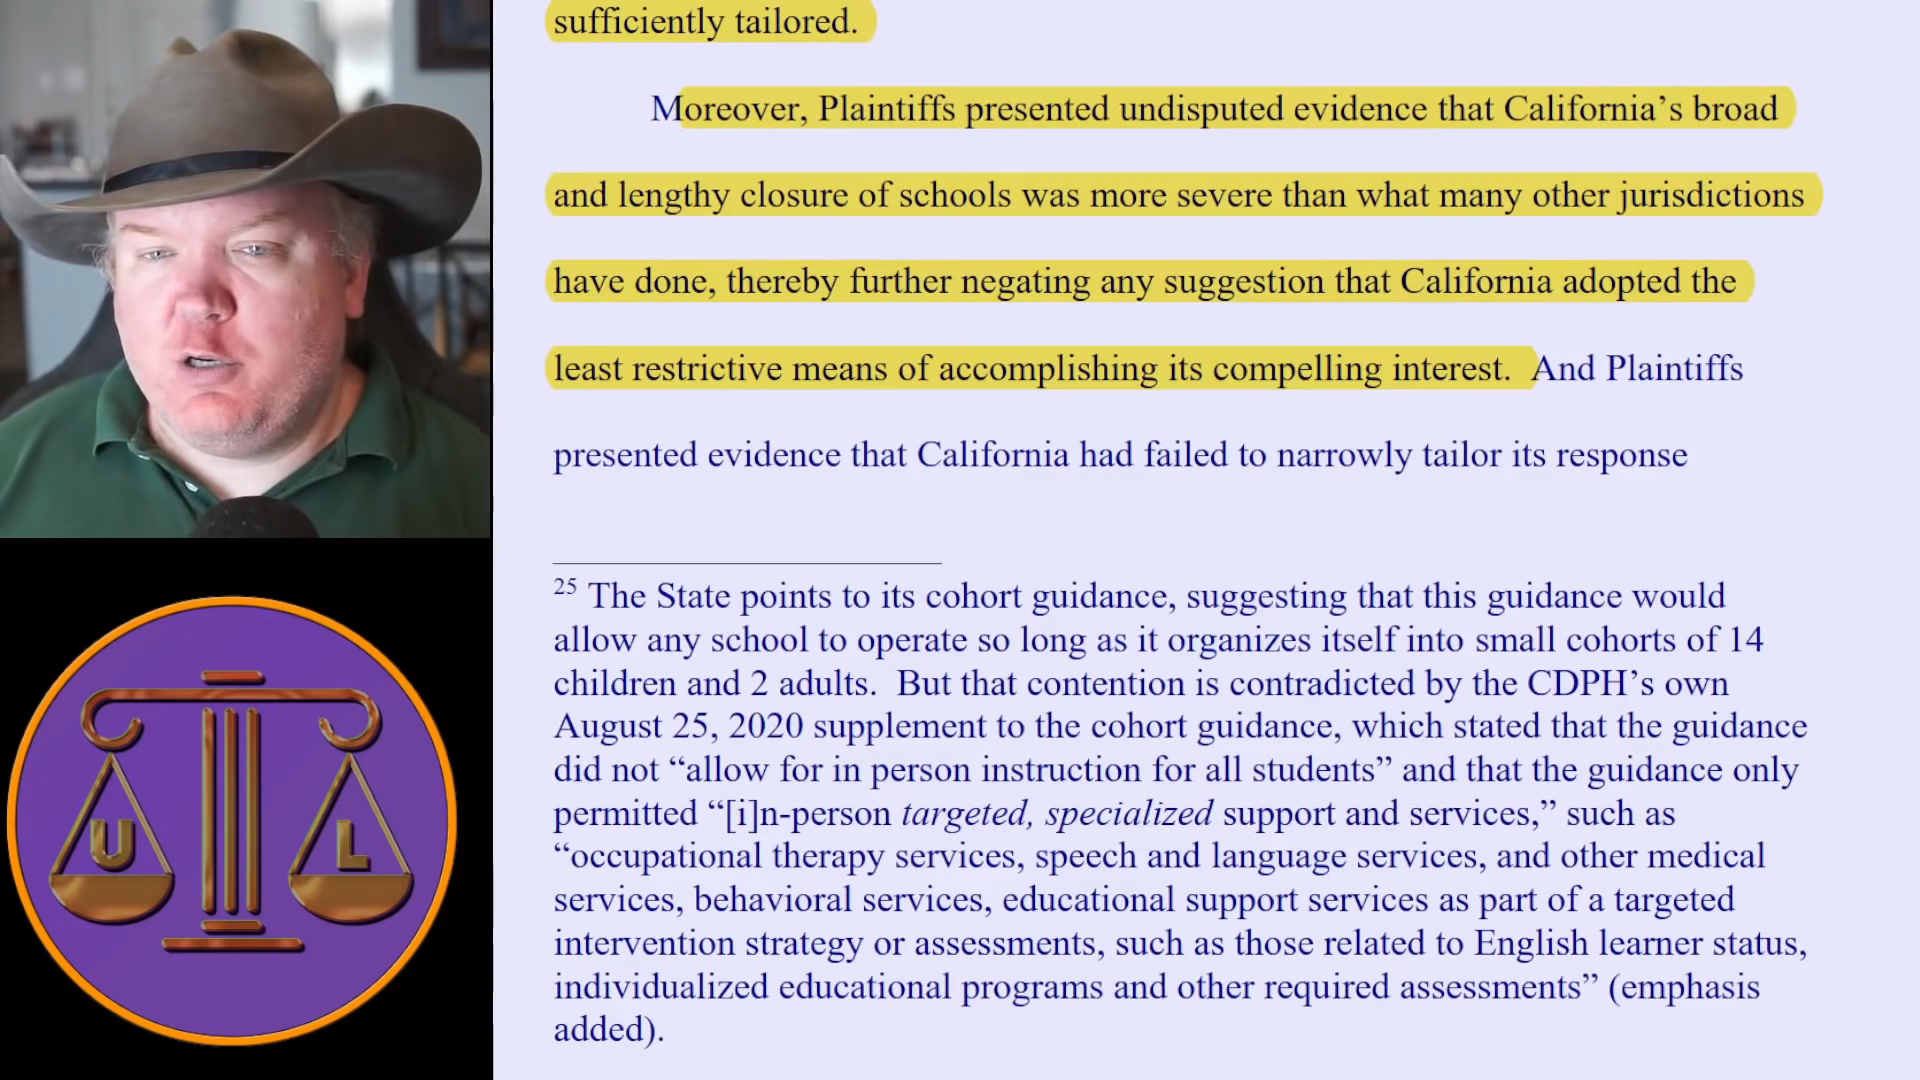 sufficiently tailored.
Moreover, Plaintiffs presented undisputed evidence that California’s broad
and lengthy closure of schools was more severe than what many other jurisdictions
have done, thereby further negating any suggestion that California adopted the
least restrictive means of accomplishing its compelling interest. And Plaintiffs
presented evidence that California had failed to narrowly tailor its response
25 The State points to its cohort guidance, suggesting that this guidance would
allow any school to operate so long as it organizes itself into small cohorts of 14
children and 2 adults. But that contention is contradicted by the CDPH’s own
August 25, 2020 supplement to the cohort guidance, which stated that the guidance
did not “allow for in person instruction for all students” and that the guidance only
permitted “[i]n-person targeted, specialized support and services,” such as
“occupational therapy services, speech and language services, and other medical
services, behavioral services, educational support services as part of a targeted
intervention strategy or assessments, such as those related to English learner status,
individualized educational programs and other required assessments” (emphasis
added).
U L